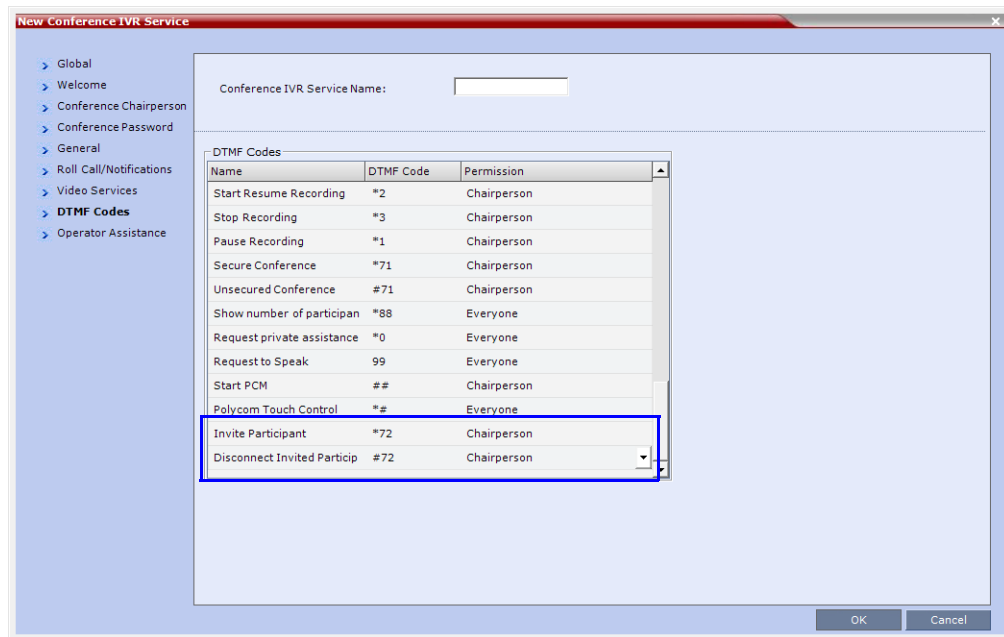 New Conference IVR Service
Global
Welcome
Conference Chairperson
Conference Password
General
Roll Call/Notifications
Video Services
DTMF Codes
Operator Assistance
Conference IVR Service Name:
DTMF Codes
Name DTMF Code Permission
Start Resume Recording *2 Chairperson
Stop Recording *3 Chairperson
Pause Recording *1 Chairperson
Secure Conference *71 Chairperson
Unsecured Conference #71 Chairperson
Show number of participan *88 Everyone
Request private assistance *0 Everyone
Request to Speak 99 Everyone
Start PCM ## Chairperson
Polycom Touch Control *# Everyone
Invite Participant *72 Chairperson
Disconnect Invited Particip #72 Chairperson
OK Cancel